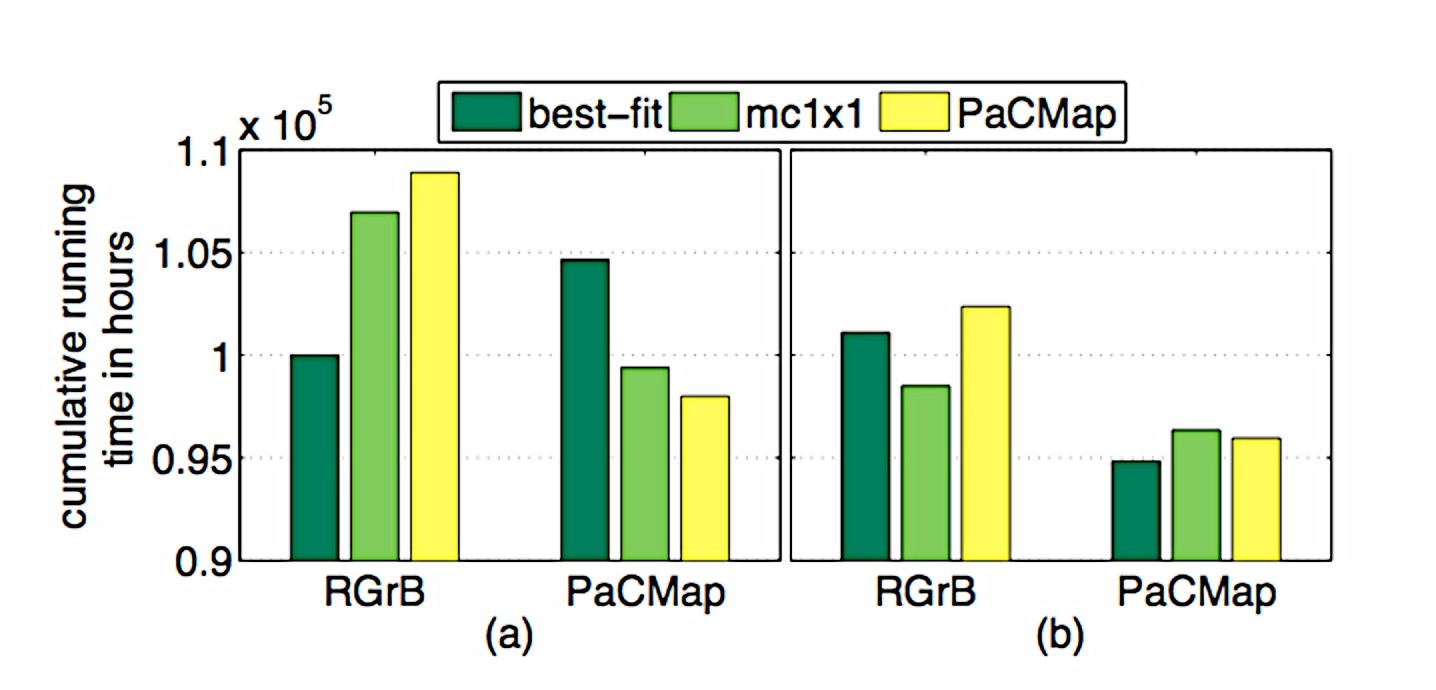 best−fit mc1x1 PaCMap
x 10^5
1.1
1.05
1
0.95
0.9
cumulative running
time in hours
RGrB PaCMap RGrB PaCMap
(a) (b)